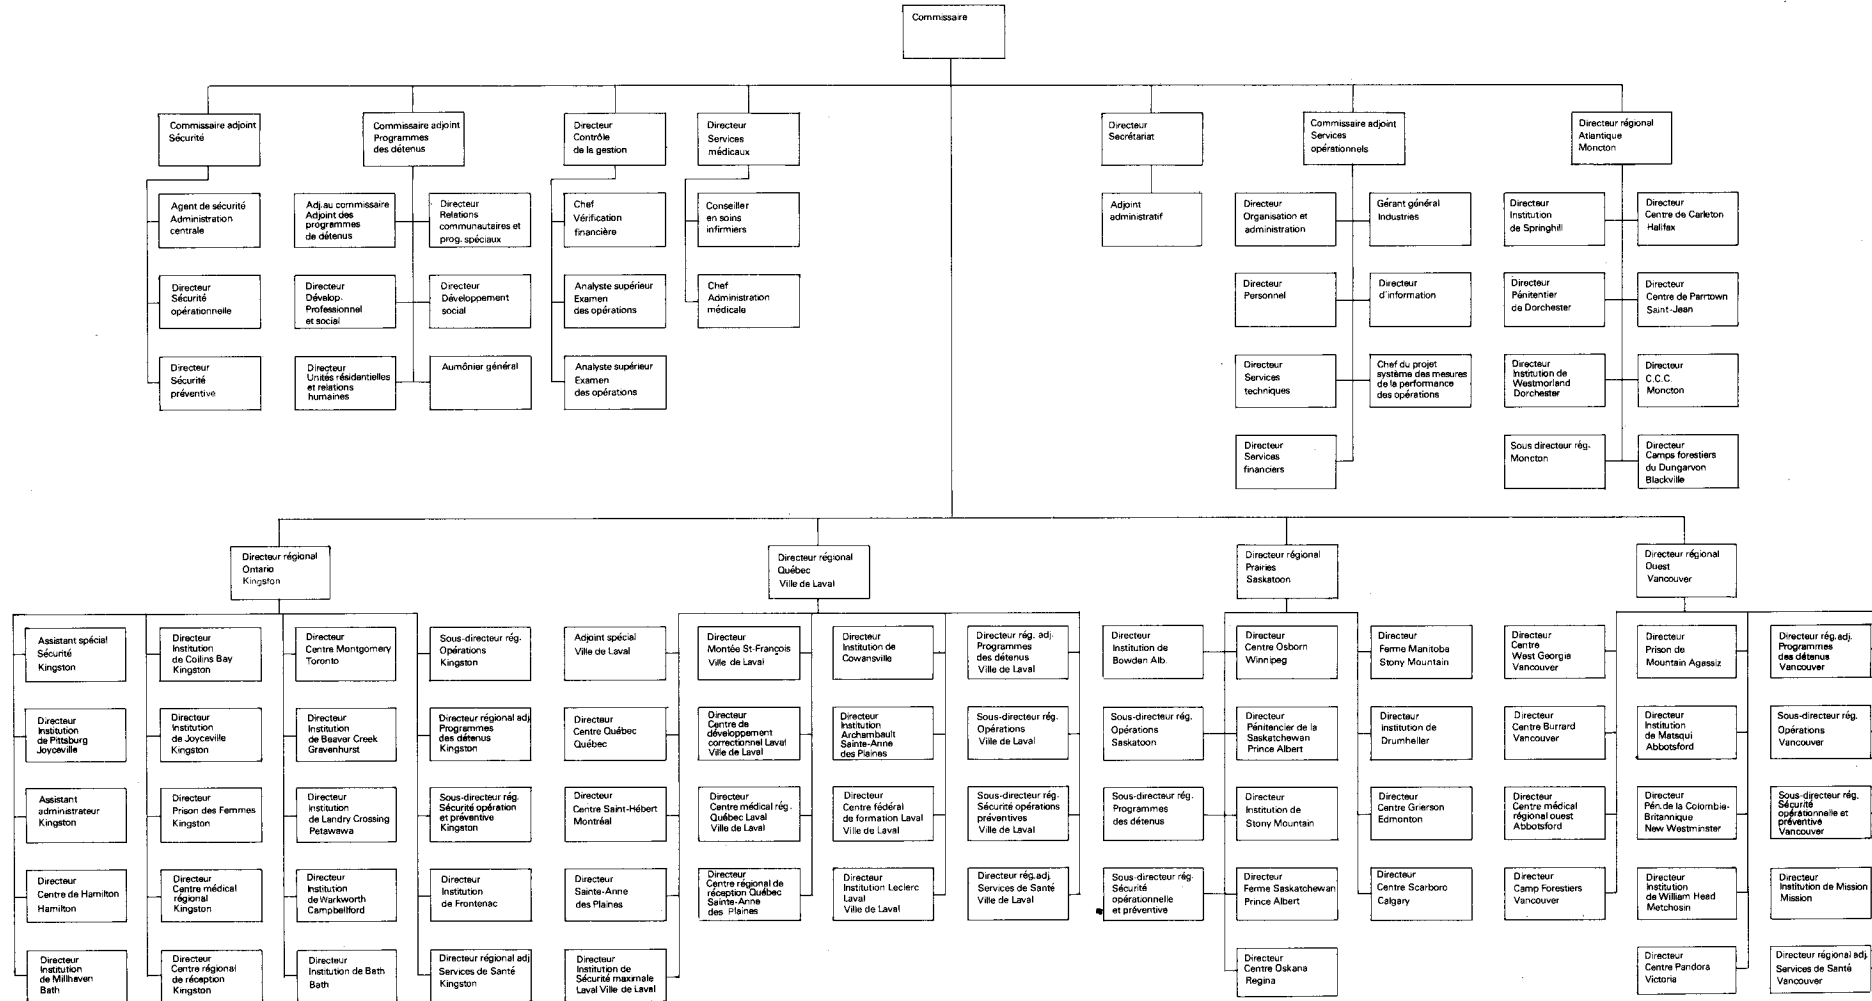 Commissaire
Commissaire adjoint
Sécurité
Commissaire adjoint
Programmes
des détenus
Directeur
Contrôle
de la gestion
Directeur
Services
médicaux
Directeur
Secrétariat
Commissaire adjoint
Services
opérationnels
Directeur régional
Atlantique
Moncton
Agent de sécurité
Administration
centrale
Adj. au commissaire
Adjoint des
programmes
de détenus
Directeur
Relations
communautaires et
prog. spéciaux
Chef
Vérification
financière
Conseiller
en soins
infirmiers
Adjoint
administratif
Directeur
Organisation et
administration
Gérant général
Industries
Directeur
Institution
de Springhill
Directeur
Centre de Carleton
Halifax
Directeur
Sécurité
opérationnelle
Directeur
Dévelop.
Professionnel
et social
Directeur
Développement
social
Analyste supérieur
Examen
des opérations
Chef
Administration
médicale
Directeur
Personnel
Directeur
d'information
Directeur
Pénitentier
de Dorchester
Directeur
Centre de Parrtown
Saint-Jean
Directeur
Sécurité
préventive
Directeur
Unités résidentielles
et relations
humaines
Aumônier général
Analyste supérieur
Examen
des opérations
Directeur
Services
techniques
Chef du projet
système des mesures
de la performance
des opérations
Directeur
Institution de
Westmorland
Dorchester
Directeur
C.C.C.
Moncton
Directeur
Services
financiers
Sous directeur rég.
Moncton
Directeur
Camps forestiers
du Dungarvon
Blackville
Directeur régional
Ontario
Kingston
Directeur régional
Québec
Ville de Laval
Directeur régional
Prairies
Saskatoon
Directeur régional
Ouest
Vancouver
Assistant spécial
Sécurité
Kingston
Directeur
Institution
de Collins Bay
Kingston
Directeur
Centre Montgomery
Toronto
Sous-directeur rég.
Opérations
Kingston
Adjoint spécial
Ville de Laval
Directeur
Montée St-François
Ville de Laval
Directeur
Institution de
Cowansville
Directeur rég. adj.
Programmes
des détenus
Ville de Laval
Directeur
Institution de
Bowden Alb.
Directeur
Centre Osborn
Winnipeg
Directeur
Ferme Manitoba
Stony Mountain
Directeur
Centre
West Georgia
Vancouver
Directeur
Prison de
Mountain Agassiz
Directeur rég. adj.
Programmes
des détenus
Vancouver
Directeur
Institution
de Pittsburg
Joyceville
Directeur
Institution
de Joyceville
Kingston
Directeur
Institution
de Beaver Creek
Gravenhurst
Directeur régional adj.
Programmes
des détenus
Kingston
Directeur
Centre Québec
Québec
Directeur
Centre de
développement
correctionnel Laval
Ville de Laval
Directeur
Institution
Archambault
Sainte-Anne
des Plaines
Sous-directeur rég.
Opérations
Ville de Laval
Sous-directeur rég.
Opérations
Saskatoon
Directeur
Pénitencier de la
Saskatchewan
Prince Albert
Directeur
Institution de
Drumheller
Directeur
Centre Burrard
Vancouver
Directeur
Institution
de Matsqui
Abbotsford
Sous-directeur rég.
Opérations
Vancouver
Assistant
administrateur
Kingston
Directeur
Prison des Femmes
Kingston
Directeur
Institution
de Landry Crossing
Petawawa
Sous-directeur rég.
Sécurité opération
et préventive
Kingston
Directeur
Centre Saint-Hébert
Montréal
Directeur
Centre médical rég.
Québec Laval
Ville de Laval
Directeur
Centre fédéral
de formation Laval
Ville de Laval
Sous-directeur rég.
Sécurité opérations
préventives
Ville de Laval
Sous-directeur rég.
Programmes
des détenus
Directeur
Institution de
Stony Mountain
Directeur
Centre Grierson
Edmonton
Directeur
Centre médical
régional ouest
Abbotsford
Directeur
Pén. de la Colombie-
Britannique
New Westminster
Sous-directeur rég.
Sécurité
opérationnelle et
préventive
Vancouver
Directeur
Centre de Hamilton
Hamilton
Directeur
Centre médical
régional
Kingston
Directeur
Institution
de Warkworth
Campbellford
Directeur
Institution
de Frontenac
Directeur
Sainte-Anne
des Plaines
Directeur
Centre régional de
réception Québec
Sainte-Anne
des Plaines
Directeur
Institution Leclerc
Laval
Ville de Laval
Directeur rég. adj.
Services de Santé
Ville de Laval
Sous-directeur rég.
Sécurité
opérationnelle
et préventive
Directeur
Ferme Saskatchewan
Prince Albert
Directeur
Centre Scarboro
Calgary
Directeur
Camp Forestiers
Vancouver
Directeur
Institution
de William Head
Metchosin
Directeur
Institution de Mission
Mission
Directeur
Institution
de Millhaven
Bath
Directeur
Centre régional
de réception
Kingston
Directeur
Institution de Bath
Bath
Directeur régional adj.
Services de Santé
Kingston
Directeur
Institution de
Sécurité maximale
Laval Ville de Laval
Directeur
Centre Oskana
Regina
Directeur
Centre Pandora
Victoria
Directeur régional adj.
Services de Santé
Vancouver